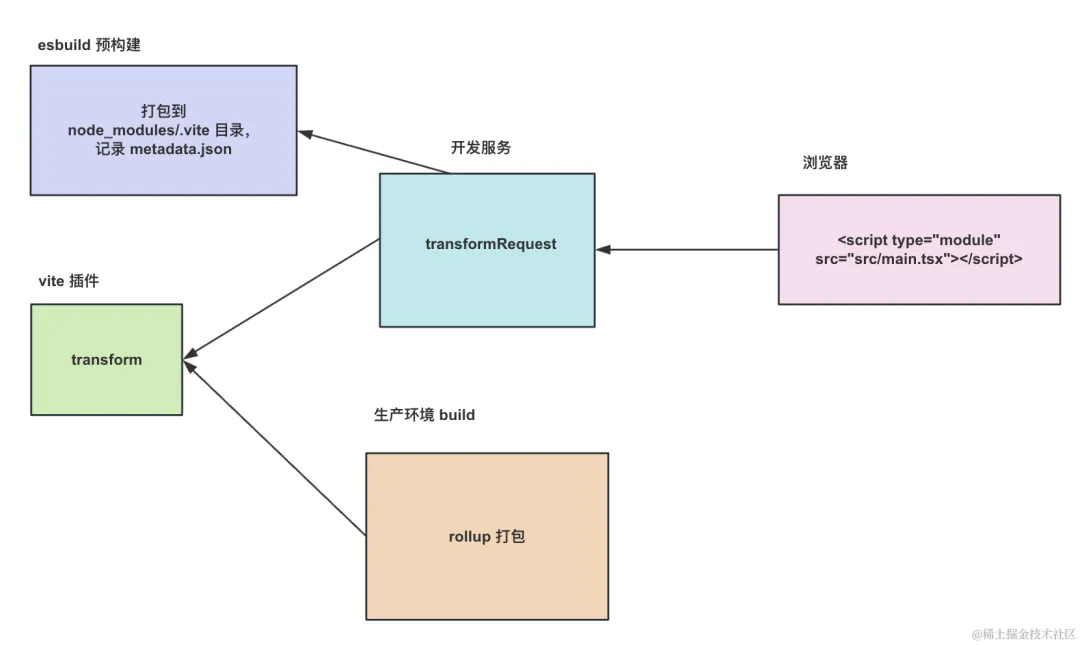 esbuild 预构建
打包到
node_modules/.vite 目录，
记录 metadata.json
开发服务
transformRequest
浏览器
<script type="module"
src="src/main.tsx"></script>
vite 插件
transform
生产环境 build
rollup 打包
@稀土掘金技术社区